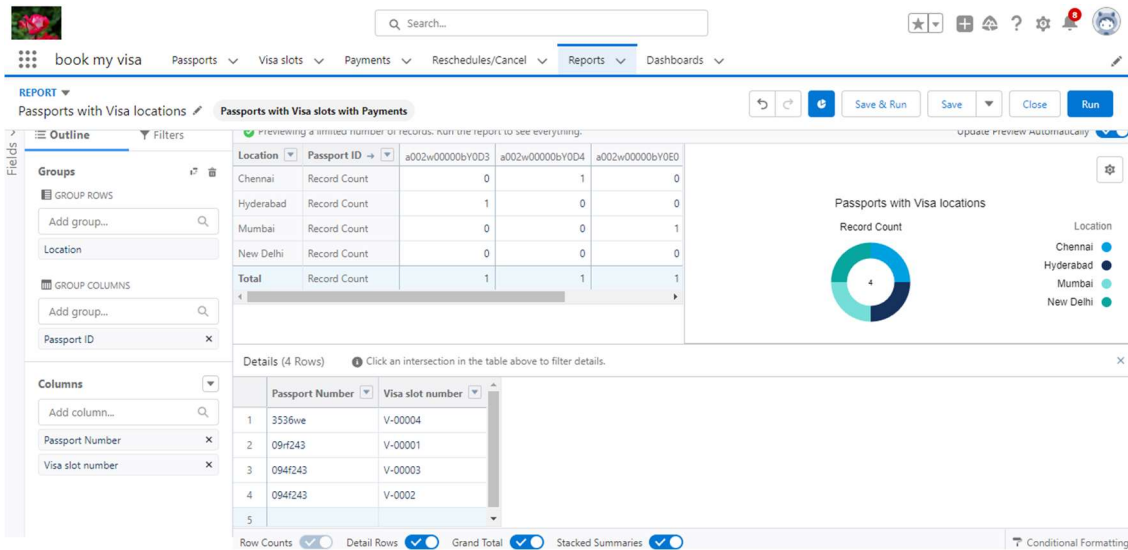 Search...
8
book my visa Passports Visa slots Payments Reschedules/Cancel Reports Dashboards
REPORT
Passports with Visa locations Passports with Visa slots with Payments
Save & Run Save Close Run
Fields
Outline Filters
Previewing a limited number of records. Run the report to see everything.
Update Preview Automatically
Groups
GROUP ROWS
Add group...
Location
GROUP COLUMNS
Add group...
Passport ID
Columns
Add column...
Passport Number
Visa slot number
Location Passport ID → a002w00000bY0D3 a002w00000bY0D4 a002w00000bY0E0
Chennai Record Count 0 1 0
Hyderabad Record Count 1 0 0
Mumbai Record Count 0 0 1
New Delhi Record Count 0 0 0
Total Record Count 1 1 1
Passports with Visa locations
Record Count
4
Location
Chennai
Hyderabad
Mumbai
New Delhi
Details (4 Rows) Click an intersection in the table above to filter details.
Passport Number Visa slot number
1 3536we V-00004
2 09rf243 V-00001
3 094f243 V-00003
4 094f243 V-0002
5
Row Counts Detail Rows Grand Total Stacked Summaries
Conditional Formatting